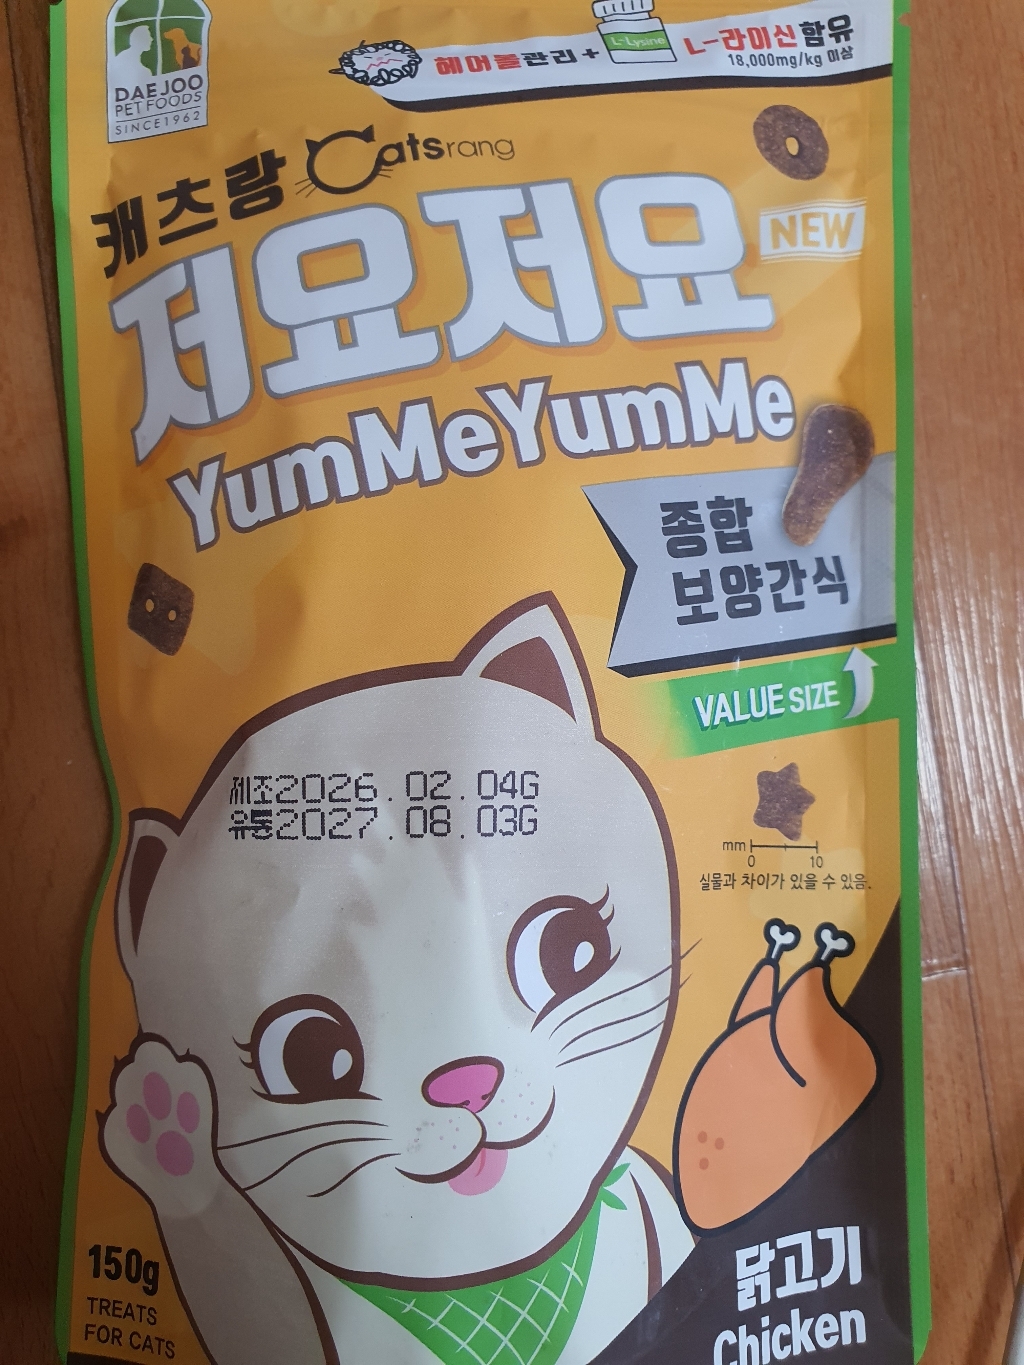 DAEJOO
PET FOODS
SINCE1962
헤어볼관리 +
L-Lysine
L-라이신 함유
18,000mg/kg 이상
캐츠랑 Catsrang
저요저요
NEW
YumMeYumMe
종합
보양간식
VALUE SIZE
제조2026.02.04G
유통2027.08.03G
mm
0 10
실물과 차이가 있을 수 있음.
150g
TREATS
FOR CATS
닭고기
Chicken